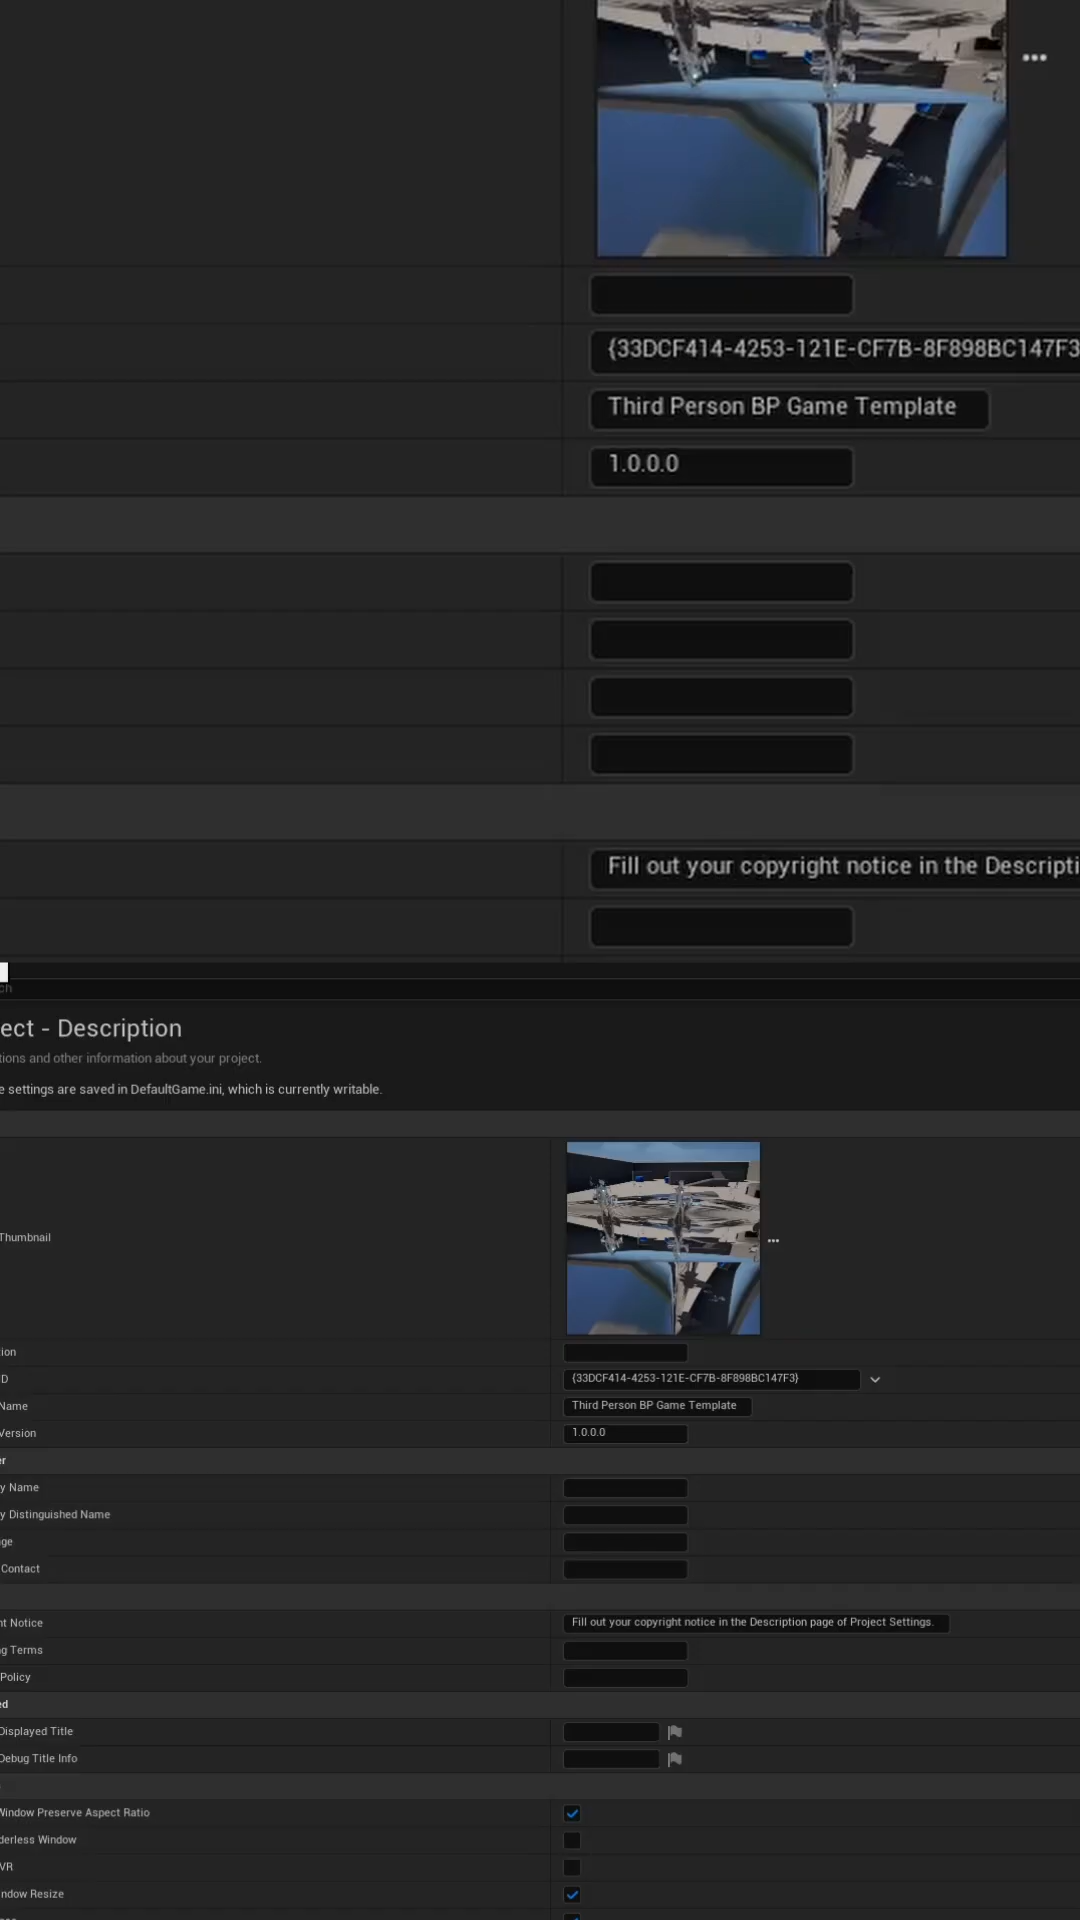 {33DCF414-4253-121E-CF7B-8F898BC147F3
Third Person BP Game Template
1.0.0.0
Fill out your copyright notice in the Descripti
ch
ect - Description
tions and other information about your project.
e settings are saved in DefaultGame.ini, which is currently writable.
Thumbnail
ion
D {33DCF414-4253-121E-CF7B-8F898BC147F3}
Name Third Person BP Game Template
Version 1.0.0.0
er
y Name
y Distinguished Name
ge
Contact
ht Notice Fill out your copyright notice in the Description page of Project Settings.
ng Terms
Policy
ed
Displayed Title
Debug Title Info
Window Preserve Aspect Ratio
derless Window
VR
ndow Resize